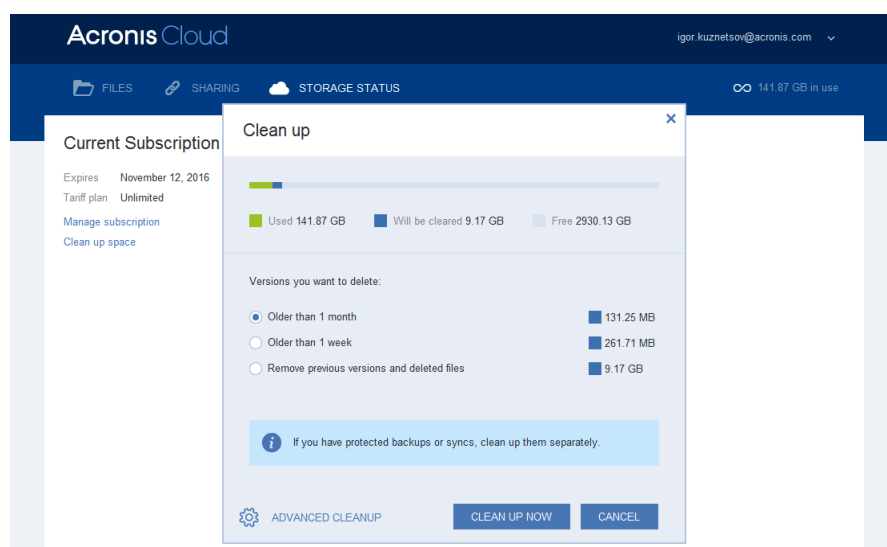 Acronis Cloud
igor.kuznetsov@acronis.com
FILES
SHARING
STORAGE STATUS
141.87 GB in use
Current Subscription
Expires November 12, 2016
Tariff plan Unlimited
Manage subscription
Clean up space
Clean up
Used 141.87 GB
Will be cleared 9.17 GB
Free 2930.13 GB
Versions you want to delete:
Older than 1 month 131.25 MB
Older than 1 week 261.71 MB
Remove previous versions and deleted files 9.17 GB
If you have protected backups or syncs, clean up them separately.
ADVANCED CLEANUP
CLEAN UP NOW
CANCEL